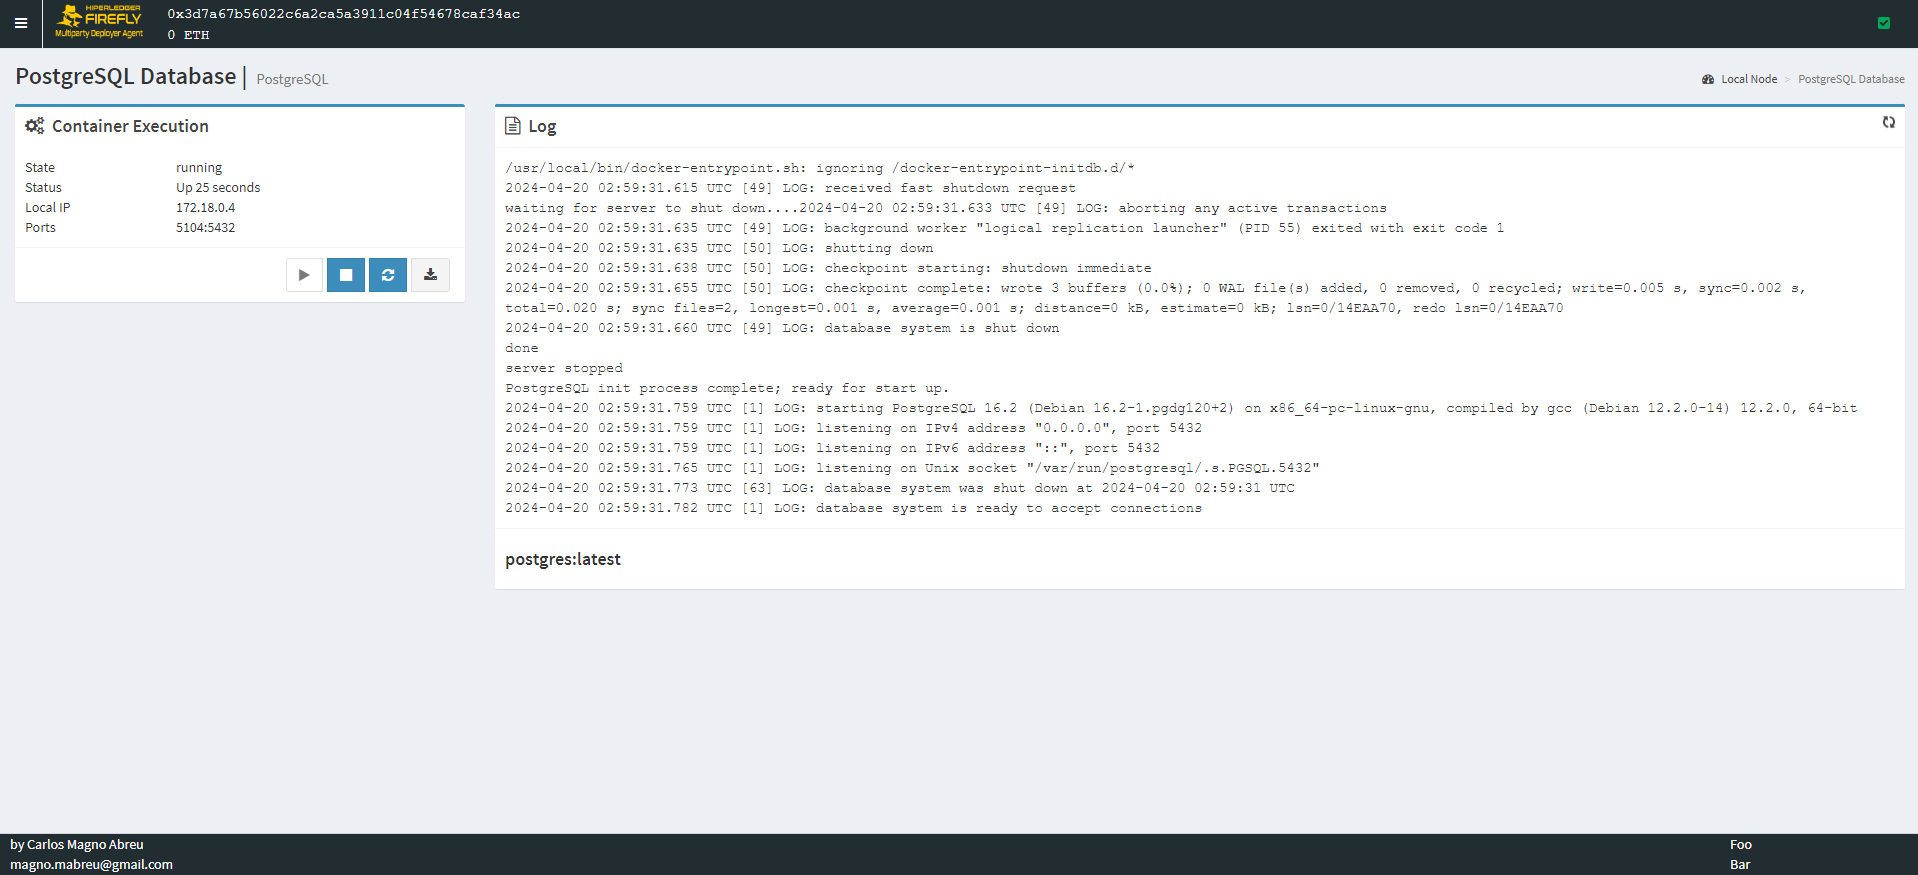 HIPERLEDGER
FIREFLY
Multiparty Deployer Agent
0x3d7a67b56022c6a2ca5a3911c04f54678caf34ac
0 ETH
PostgreSQL Database | PostgreSQL
Local Node > PostgreSQL Database
Container Execution
State running
Status Up 25 seconds
Local IP 172.18.0.4
Ports 5104:5432
Log
/usr/local/bin/docker-entrypoint.sh: ignoring /docker-entrypoint-initdb.d/*
2024-04-20 02:59:31.615 UTC [49] LOG: received fast shutdown request
waiting for server to shut down....2024-04-20 02:59:31.633 UTC [49] LOG: aborting any active transactions
2024-04-20 02:59:31.635 UTC [49] LOG: background worker "logical replication launcher" (PID 55) exited with exit code 1
2024-04-20 02:59:31.635 UTC [50] LOG: shutting down
2024-04-20 02:59:31.638 UTC [50] LOG: checkpoint starting: shutdown immediate
2024-04-20 02:59:31.655 UTC [50] LOG: checkpoint complete: wrote 3 buffers (0.0%); 0 WAL file(s) added, 0 removed, 0 recycled; write=0.005 s, sync=0.002 s,
total=0.020 s; sync files=2, longest=0.001 s, average=0.001 s; distance=0 kB, estimate=0 kB; lsn=0/14EAA70, redo lsn=0/14EAA70
2024-04-20 02:59:31.660 UTC [49] LOG: database system is shut down
done
server stopped
PostgreSQL init process complete; ready for start up.
2024-04-20 02:59:31.759 UTC [1] LOG: starting PostgreSQL 16.2 (Debian 16.2-1.pgdg120+2) on x86_64-pc-linux-gnu, compiled by gcc (Debian 12.2.0-14) 12.2.0, 64-bit
2024-04-20 02:59:31.759 UTC [1] LOG: listening on IPv4 address "0.0.0.0", port 5432
2024-04-20 02:59:31.759 UTC [1] LOG: listening on IPv6 address "::", port 5432
2024-04-20 02:59:31.765 UTC [1] LOG: listening on Unix socket "/var/run/postgresql/.s.PGSQL.5432"
2024-04-20 02:59:31.773 UTC [63] LOG: database system was shut down at 2024-04-20 02:59:31 UTC
2024-04-20 02:59:31.782 UTC [1] LOG: database system is ready to accept connections
postgres:latest
by Carlos Magno Abreu
magno.mabreu@gmail.com
Foo
Bar